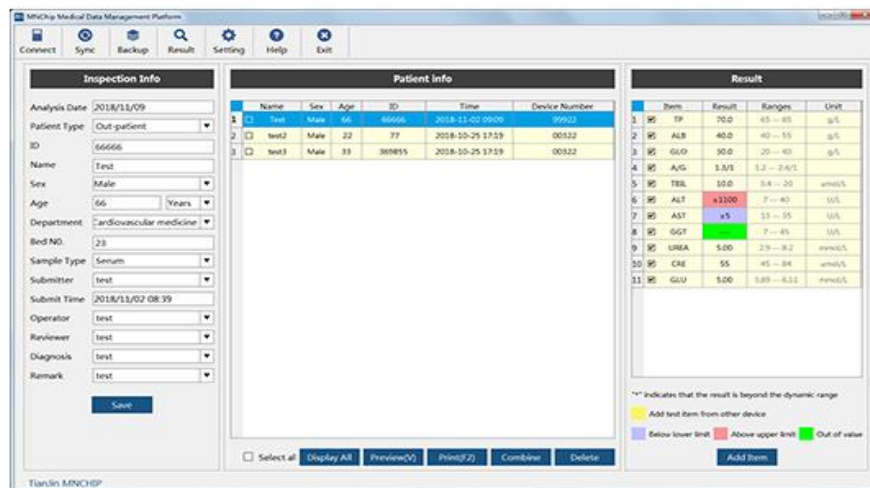 MNChip Medical Data Management Platform
Connect Sync Backup Result Setting Help Exit
Inspection Info
Analysis Date 2018/11/09
Patient Type Out-patient
ID 66666
Name Test
Sex Male
Age 66 Years
Department Cardiovascular medicine
Bed N0. 23
Sample Type Serum
Submitter test
Submit Time 2018/11/02 08:39
Operator test
Reviewer test
Diagnosis test
Remark test
Save
Patient info
Name Sex Age ID Time Device Number
1 Test Male 66 66666 2018-11-02 09:09 99922
2 test2 Male 22 77 2018-10-25 17:19 00322
3 test3 Male 33 369855 2018-10-25 17:19 00322
Select al Display All Preview(V) Print(F2) Combine Delete
Result
Item Result Ranges Unit
1 TP 70.0 65 -- 85 g/L
2 ALB 40.0 40 -- 55 g/L
3 GLO 30.0 20 -- 40 g/L
4 A/G 1.3/1 1.2 -- 2.4/1
5 TBIL 10.0 3.4 -- 20 umol/L
6 ALT *1100 7 -- 40 U/L
7 AST *5 13 -- 35 U/L
8 GGT --- 7 -- 45 U/L
9 UREA 5.00 2.9 -- 8.2 mmol/L
10 CRE 55 45 -- 84 umol/L
11 GLU 5.00 3.89 -- 6.11 mmol/L
"*" indicates that the result is beyond the dynamic range
Add test item from other device
Below lower limit Above upper limit Out of value
Add Item
TianJin MNCHIP